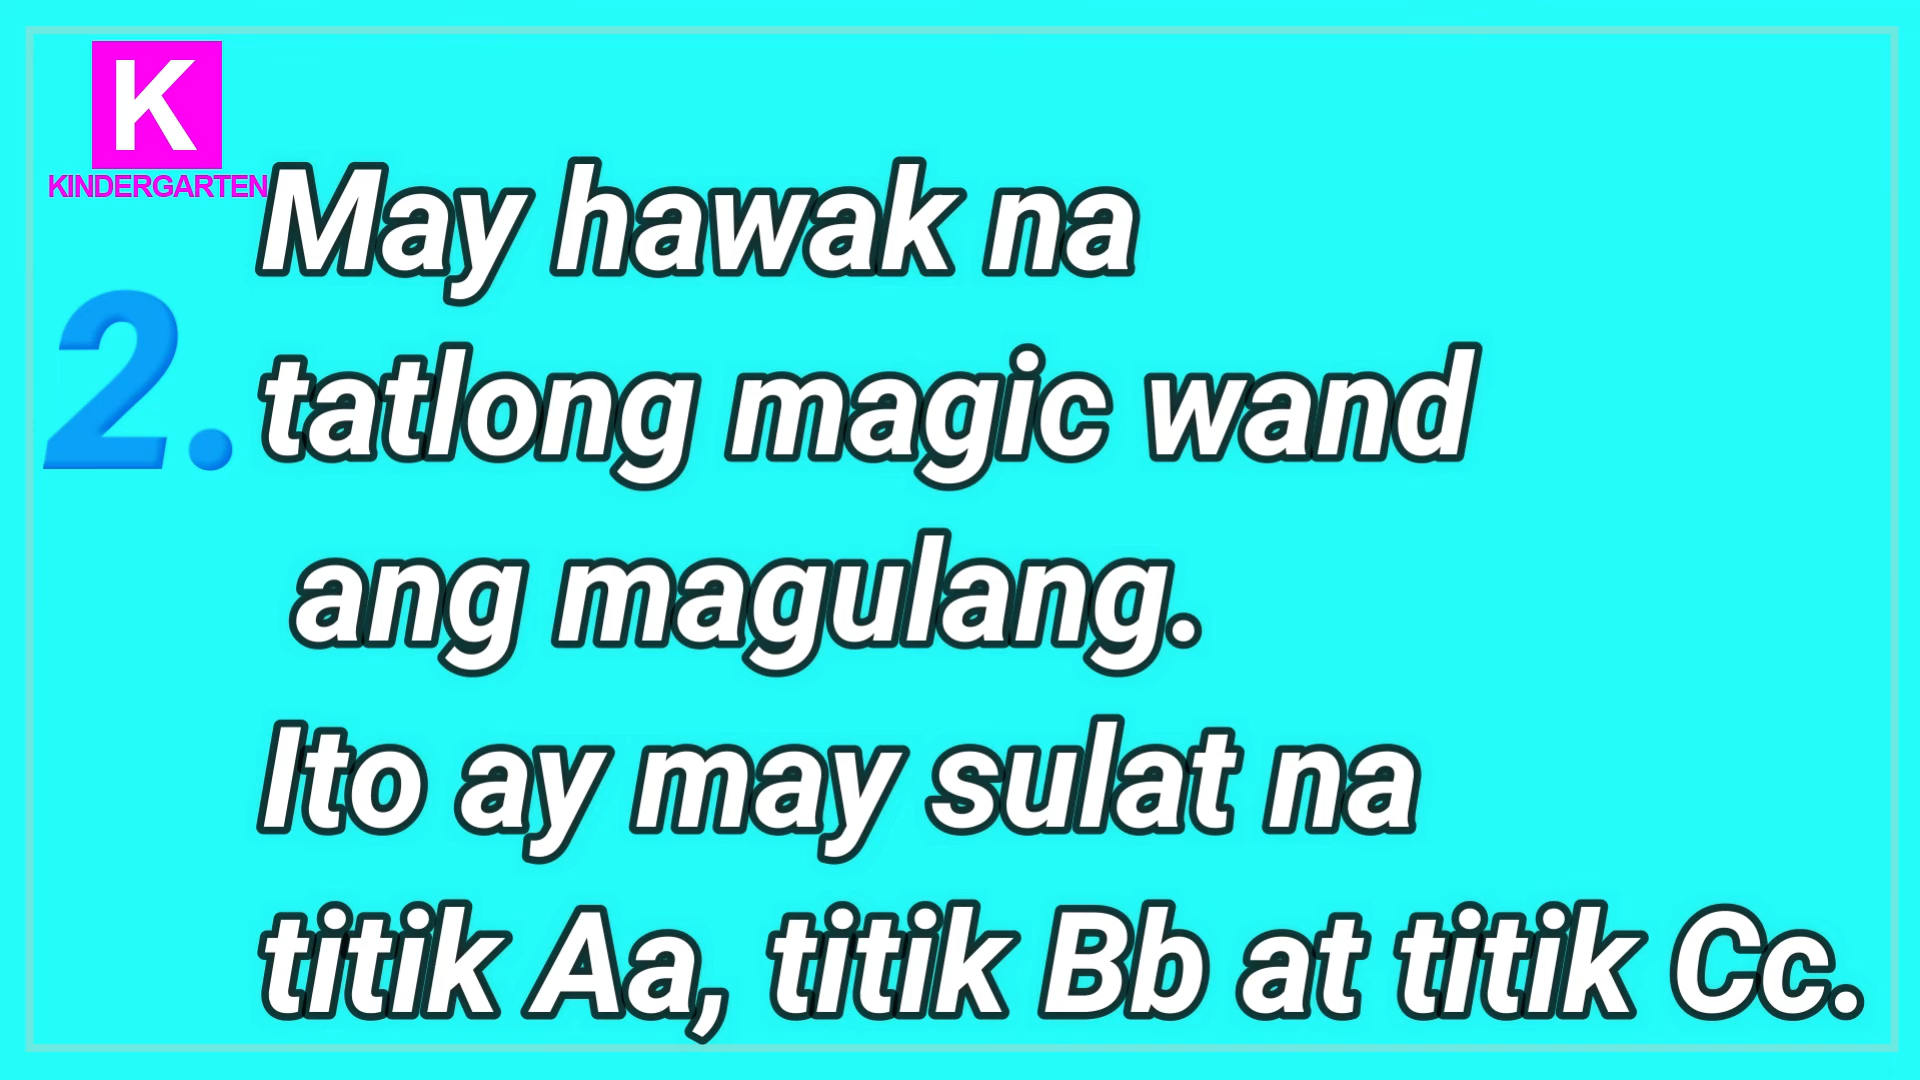 K
KINDERGARTEN
2.
May hawak na
tatlong magic wand
ang magulang.
Ito ay may sulat na
titik Aa, titik Bb at titik Cc.